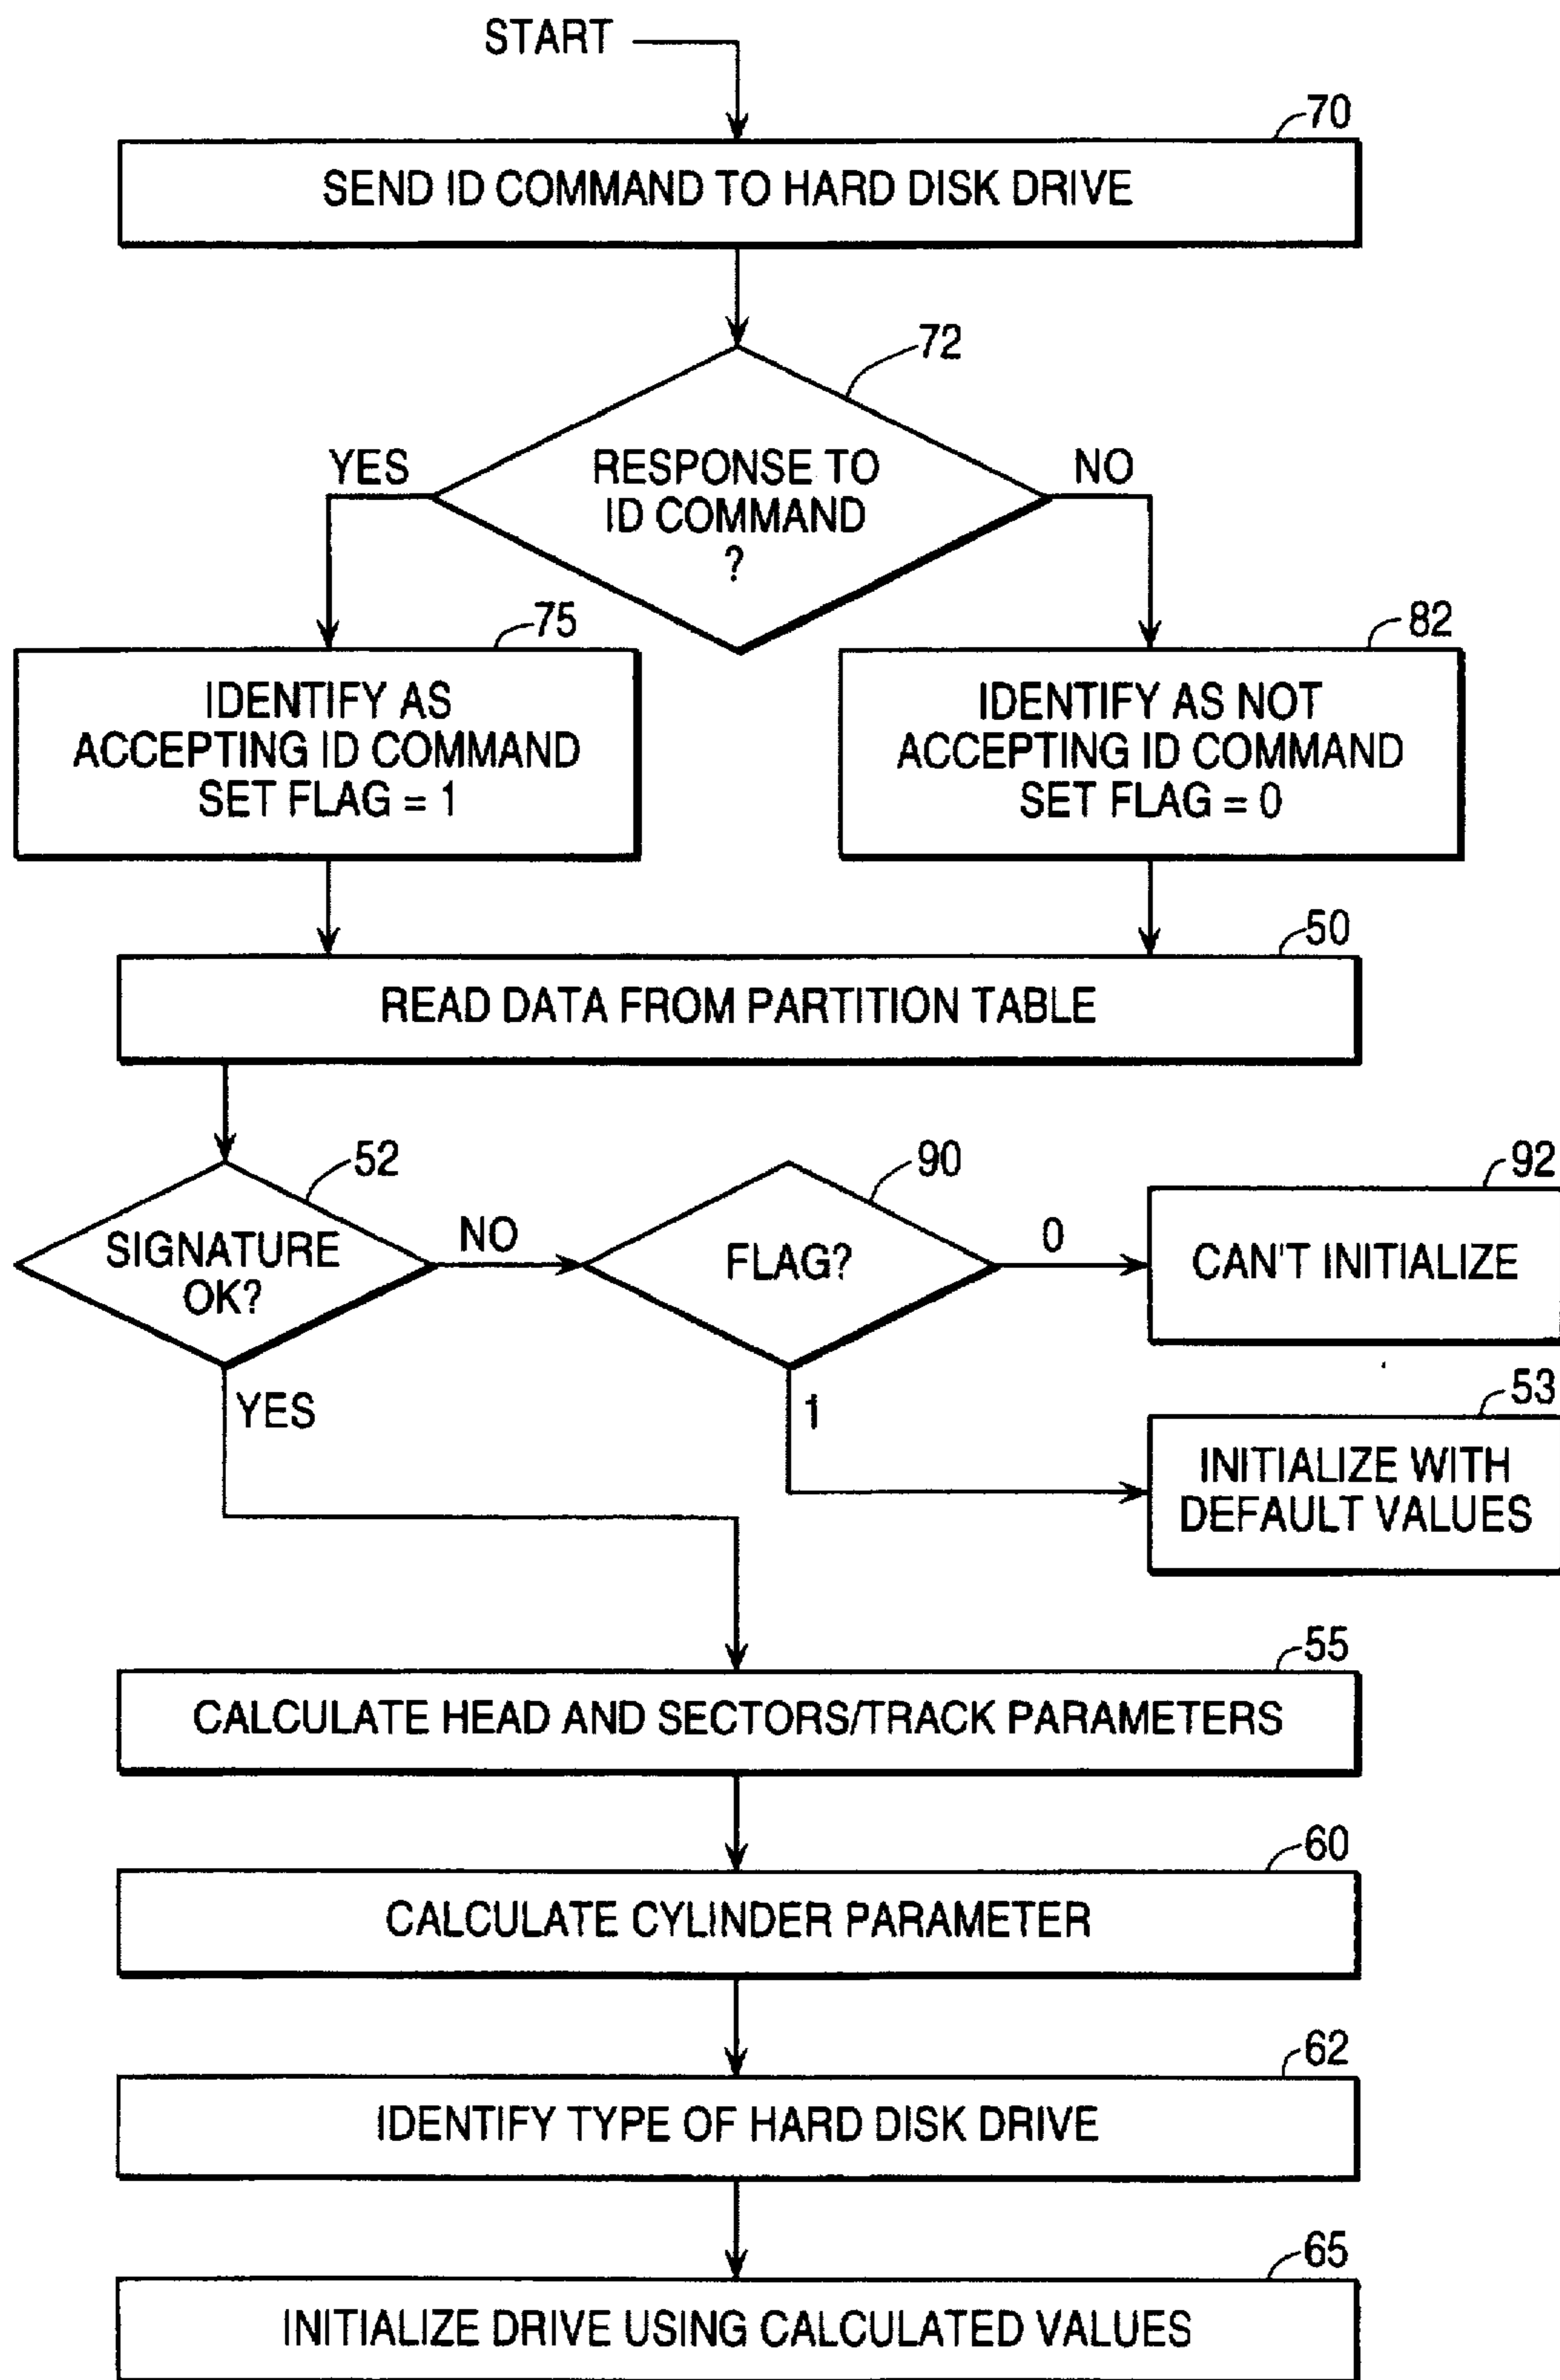 START
70
SEND ID COMMAND TO HARD DISK DRIVE
72
YES
RESPONSE TO
ID COMMAND
?
NO
75
IDENTIFY AS
ACCEPTING ID COMMAND
SET FLAG = 1
82
IDENTIFY AS NOT
ACCEPTING ID COMMAND
SET FLAG = 0
50
READ DATA FROM PARTITION TABLE
52
SIGNATURE
OK?
NO
90
FLAG?
0
92
CAN'T INITIALIZE
YES
1
53
INITIALIZE WITH
DEFAULT VALUES
55
CALCULATE HEAD AND SECTORS/TRACK PARAMETERS
60
CALCULATE CYLINDER PARAMETER
62
IDENTIFY TYPE OF HARD DISK DRIVE
65
INITIALIZE DRIVE USING CALCULATED VALUES